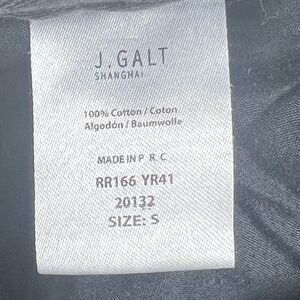 J. GALT
SHANGHAI
100% Cotton / Coton
Algodón / Baumwolle
MADE IN P R. C
RR166 YR41
20132
SIZE: S